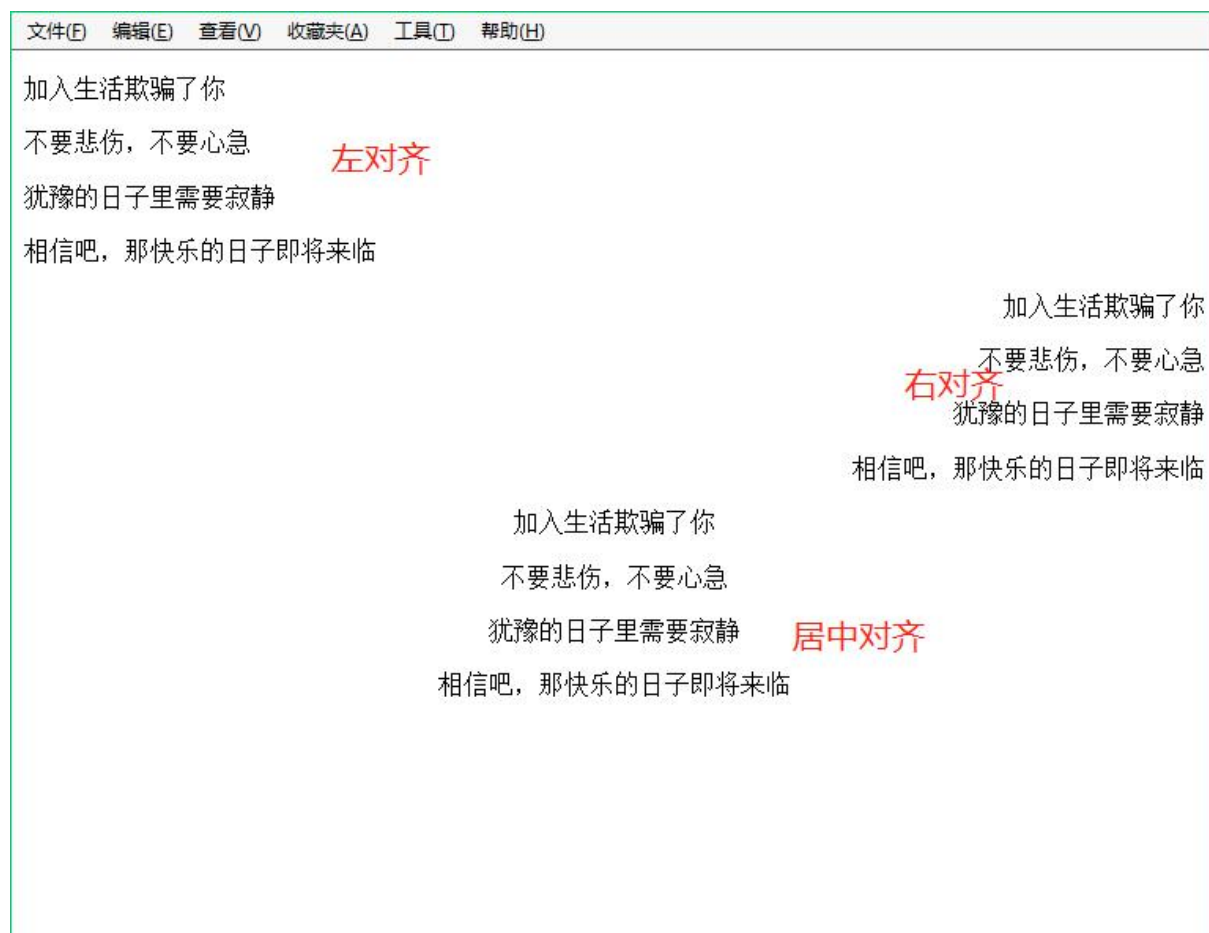 文件(F) 编辑(E) 查看(V) 收藏夹(A) 工具(T) 帮助(H)
加入生活欺骗了你
不要悲伤，不要心急
左对齐
犹豫的日子里需要寂静
相信吧，那快乐的日子即将来临
加入生活欺骗了你
不要悲伤，不要心急
右对齐
犹豫的日子里需要寂静
相信吧，那快乐的日子即将来临
加入生活欺骗了你
不要悲伤，不要心急
犹豫的日子里需要寂静
居中对齐
相信吧，那快乐的日子即将来临